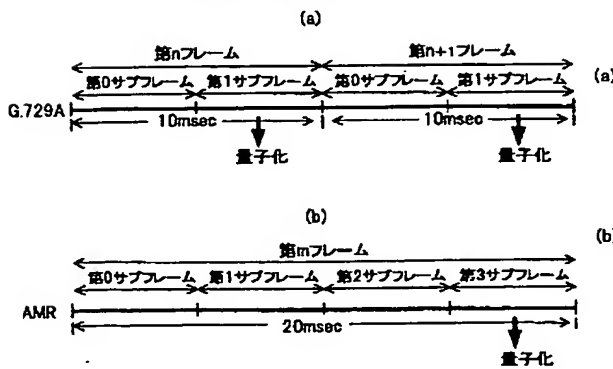 (a)
第nフレーム 第n+1フレーム
第0サブフレーム 第1サブフレーム 第0サブフレーム 第1サブフレーム (a)
G.729A
10msec 10msec
量子化 量子化
(b)
第mフレーム (b)
第0サブフレーム 第1サブフレーム 第2サブフレーム 第3サブフレーム
AMR
20msec
量子化